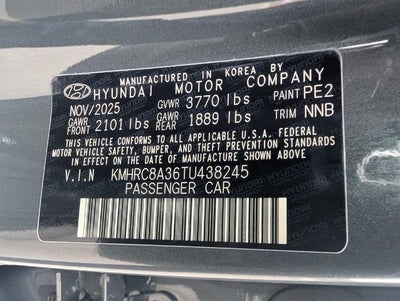 MANUFACTURED IN KOREA BY
HYUNDAI MOTOR COMPANY
NOV/2025 GVWR 3770 lbs PAINT PE2
GAWR FRONT 2101 lbs GAWR REAR 1889 lbs TRIM NNB
THIS VEHICLE CONFORMS TO ALL APPLICABLE U.S.A. FEDERAL
MOTOR VEHICLE SAFETY, BUMPER, AND THEFT PREVENTION STANDARDS
IN EFFECT ON THE DATE OF MANUFACTURE SHOWN ABOVE.
V.I.N KMHRC8A36TU438245
PASSENGER CAR